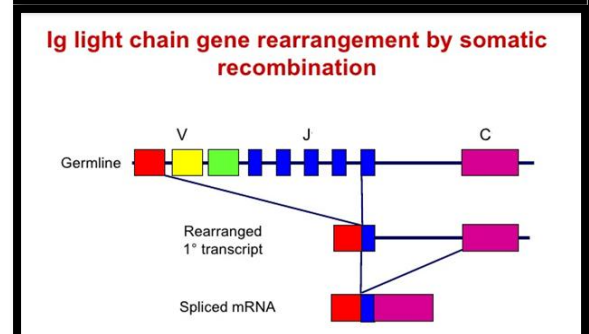 Ig light chain gene rearrangement by somatic
recombination
V J C
Germline
Rearranged
1° transcript
Spliced mRNA